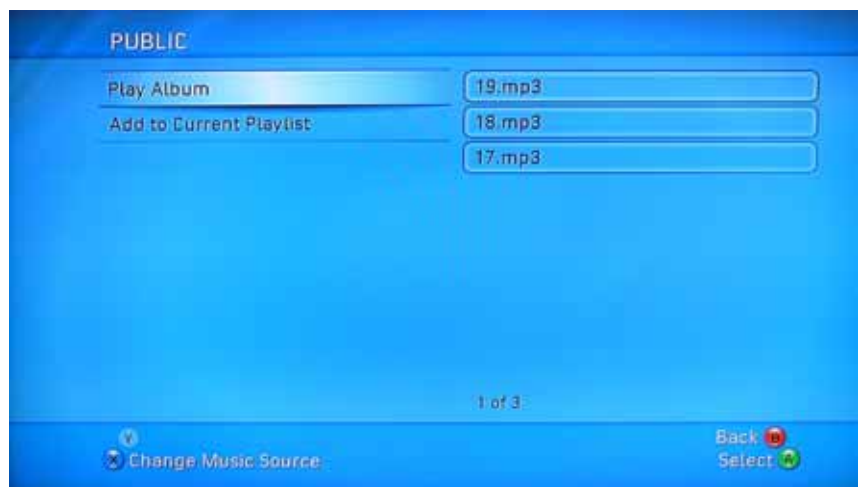 PUBLIC
Play Album
19.mp3
Add to Current Playlist
18.mp3
17.mp3
1 of 3
Y
Back B
X Change Music Source
Select A